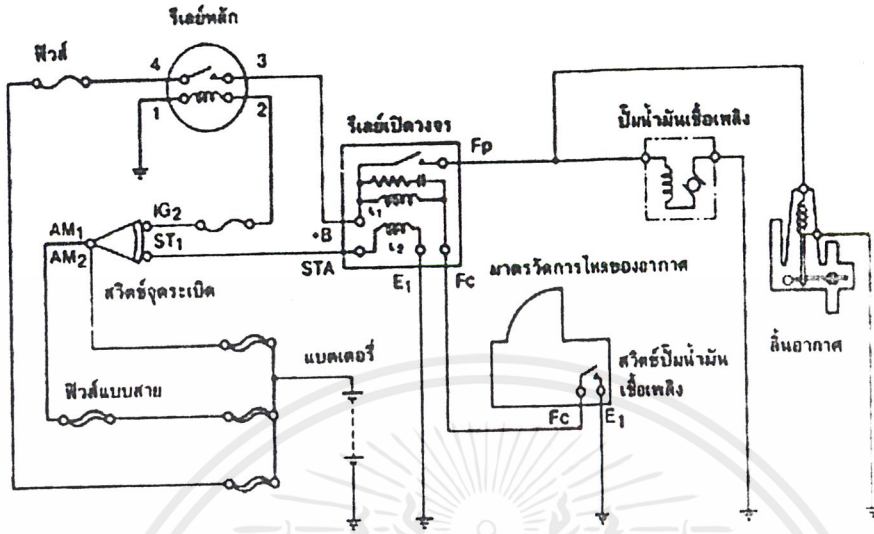 รีเลย์หลัก
ฟิวส์
4
3
1
2
รีเลย์เปิดวงจร
Fp
ปั๊มน้ำมันเชื้อเพลิง
IG2
AM1
ST1
AM2
+B
L1
L2
STA
E1
Fc
สวิตช์จุดระเบิด
มาตรวัดการไหลของอากาศ
แบตเตอรี่
สวิตช์ปั๊มน้ำมัน
เชื้อเพลิง
ลิ้นอากาศ
ฟิวส์แบบสาย
Fc
E1